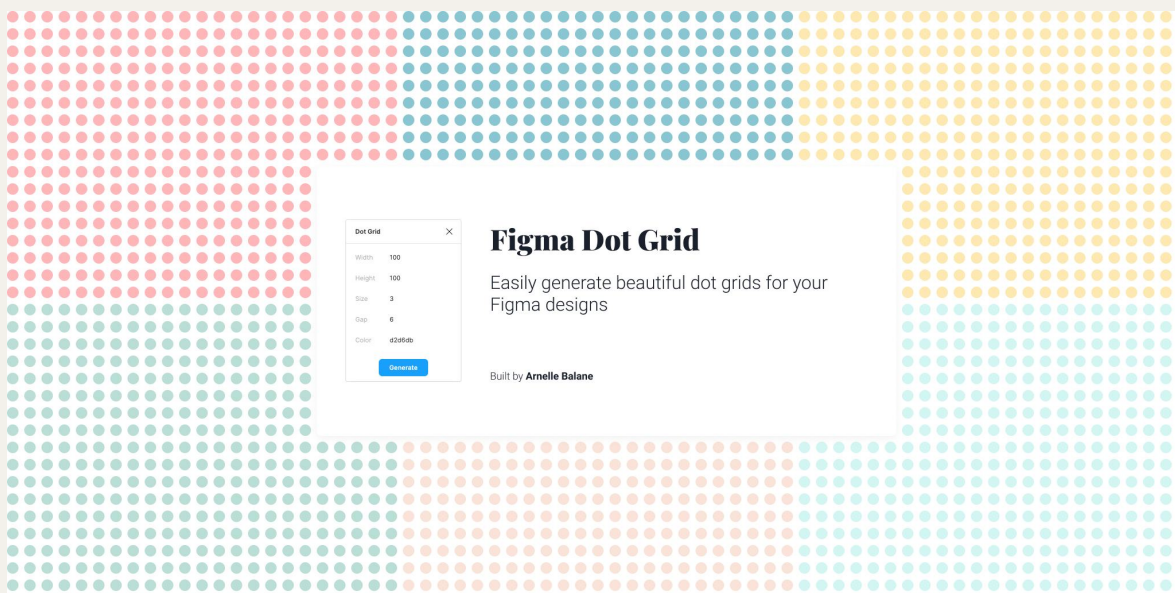 Dot Grid
Width 100
Height 100
Size 3
Gap 6
Color d2d6db
Generate
Figma Dot Grid
Easily generate beautiful dot grids for your
Figma designs
Built by Arnelle Balane